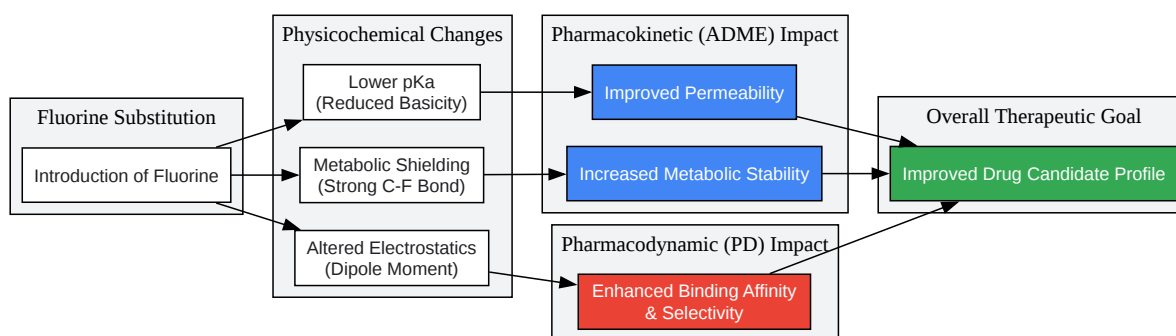 Fluorine Substitution
Introduction of Fluorine
Physicochemical Changes
Lower pKa
(Reduced Basicity)
Metabolic Shielding
(Strong C-F Bond)
Altered Electrostatics
(Dipole Moment)
Pharmacokinetic (ADME) Impact
Improved Permeability
Increased Metabolic Stability
Pharmacodynamic (PD) Impact
Enhanced Binding Affinity
& Selectivity
Overall Therapeutic Goal
Improved Drug Candidate Profile